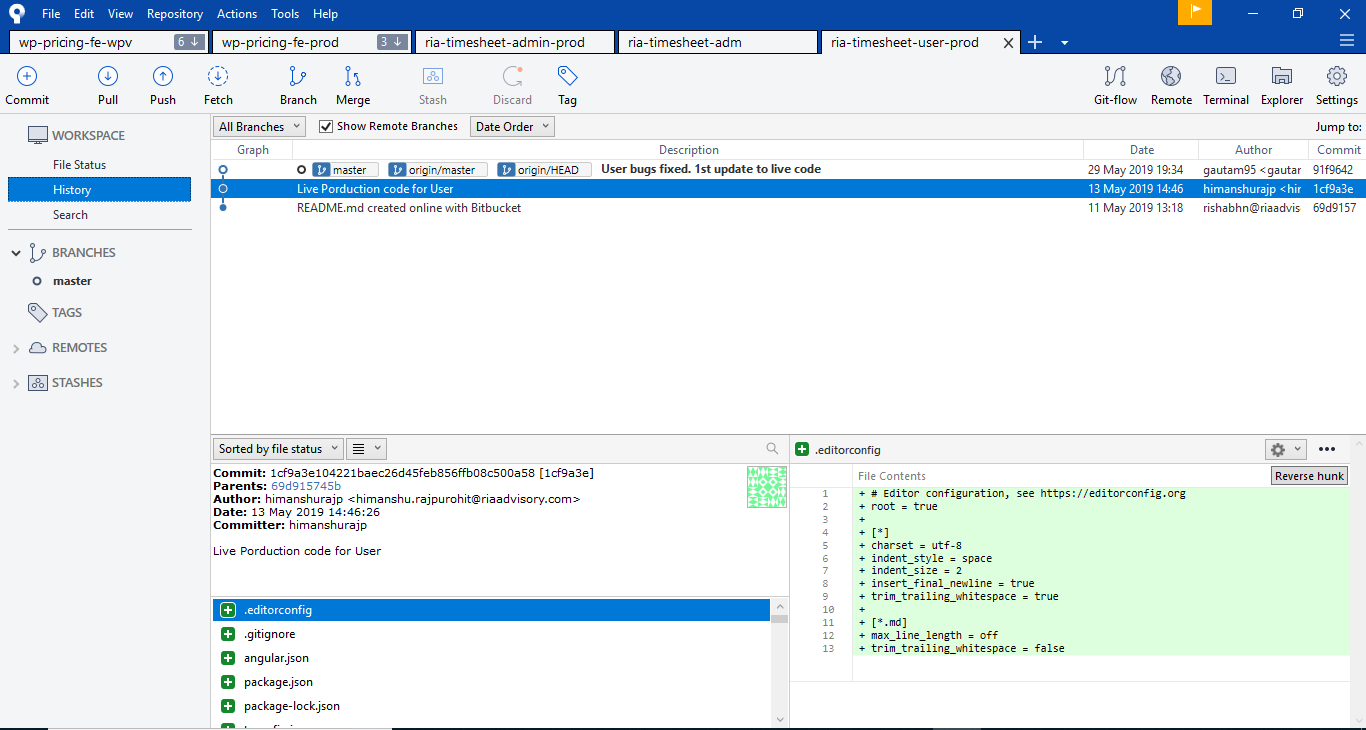 File Edit View Repository Actions Tools Help
wp-pricing-fe-wpv 6 ↓ wp-pricing-fe-prod 3 ↓ ria-timesheet-admin-prod ria-timesheet-adm ria-timesheet-user-prod
Commit Pull Push Fetch Branch Merge Stash Discard Tag Git-flow Remote Terminal Explorer Settings
WORKSPACE
File Status
History
Search
BRANCHES
master
TAGS
REMOTES
STASHES
All Branches Show Remote Branches Date Order Jump to:
Graph Description Date Author Commit
master origin/master origin/HEAD User bugs fixed. 1st update to live code 29 May 2019 19:34 gautam95 <gautar 91f9642
Live Porduction code for User 13 May 2019 14:46 himanshurajp <hir 1cf9a3e
README.md created online with Bitbucket 11 May 2019 13:18 rishabhn@riaadvis 69d9157
Sorted by file status
Commit: 1cf9a3e104221baec26d45feb856ffb08c500a58 [1cf9a3e]
Parents: 69d915745b
Author: himanshurajp <himanshu.rajpurohit@riaadvisory.com>
Date: 13 May 2019 14:46:26
Committer: himanshurajp
Live Porduction code for User
.editorconfig
.gitignore
angular.json
package.json
package-lock.json
.editorconfig
File Contents Reverse hunk
1 + # Editor configuration, see https://editorconfig.org
2 + root = true
3 +
4 + [*]
5 + charset = utf-8
6 + indent_style = space
7 + indent_size = 2
8 + insert_final_newline = true
9 + trim_trailing_whitespace = true
10 +
11 + [*.md]
12 + max_line_length = off
13 + trim_trailing_whitespace = false